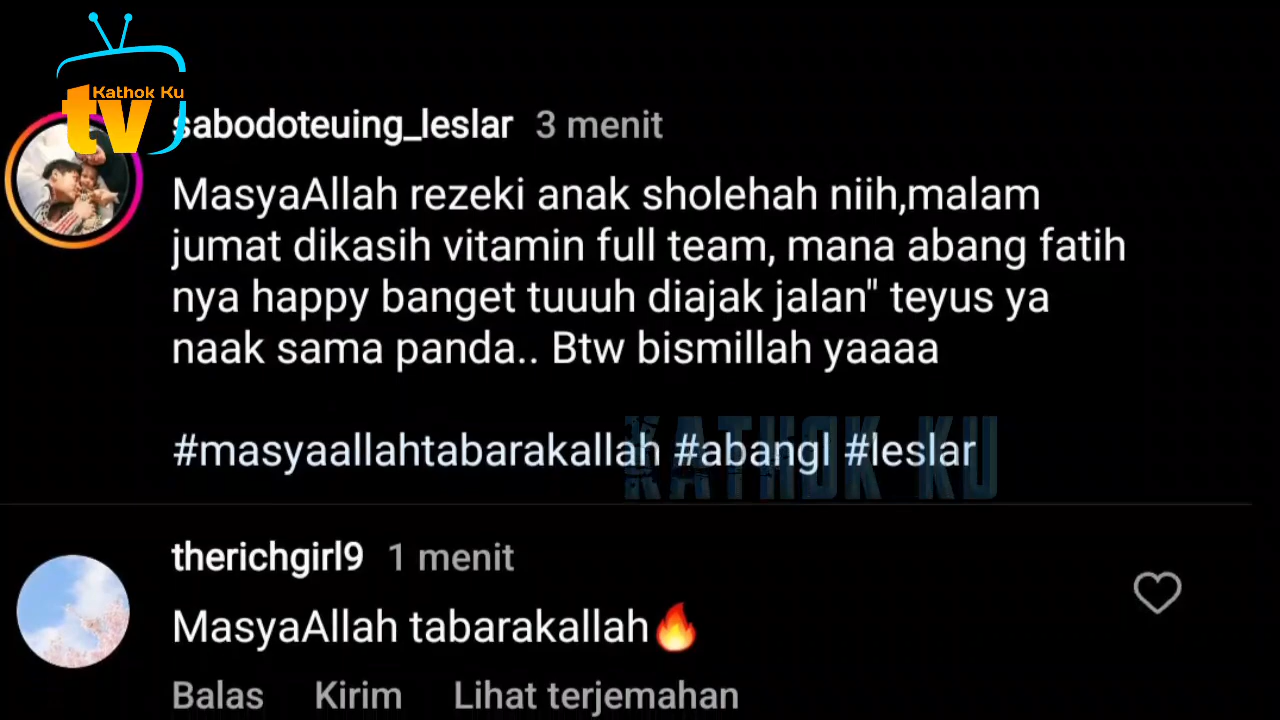 Kathok Ku
tv
sabodoteuing_leslar 3 menit
MasyaAllah rezeki anak sholehah niih,malam
jumat dikasih vitamin full team, mana abang fatih
nya happy banget tuuuh diajak jalan" teyus ya
naak sama panda.. Btw bismillah yaaaa
#masyaallahtabarakallah #abangl #leslar
KATHOK KU
therichgirl9 1 menit
MasyaAllah tabarakallah🔥
Balas Kirim Lihat terjemahan